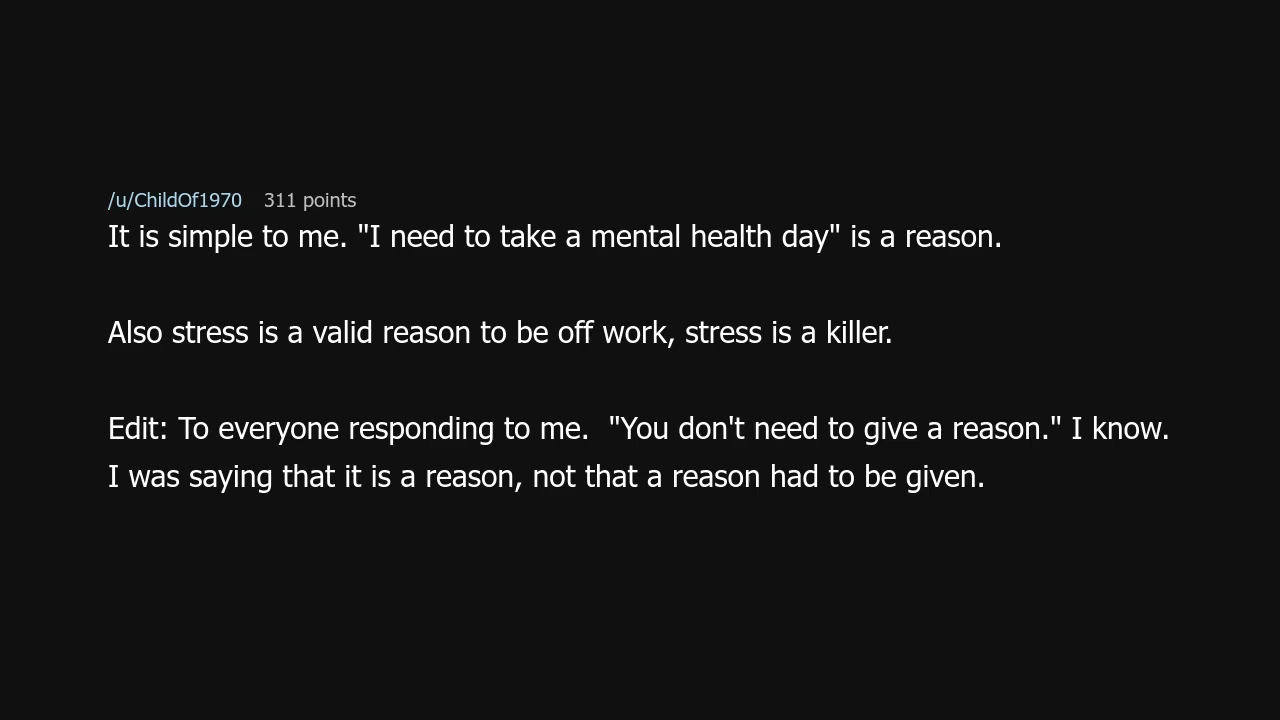 /u/ChildOf1970 311 points
It is simple to me. "I need to take a mental health day" is a reason.
Also stress is a valid reason to be off work, stress is a killer.
Edit: To everyone responding to me.  "You don't need to give a reason." I know.
I was saying that it is a reason, not that a reason had to be given.